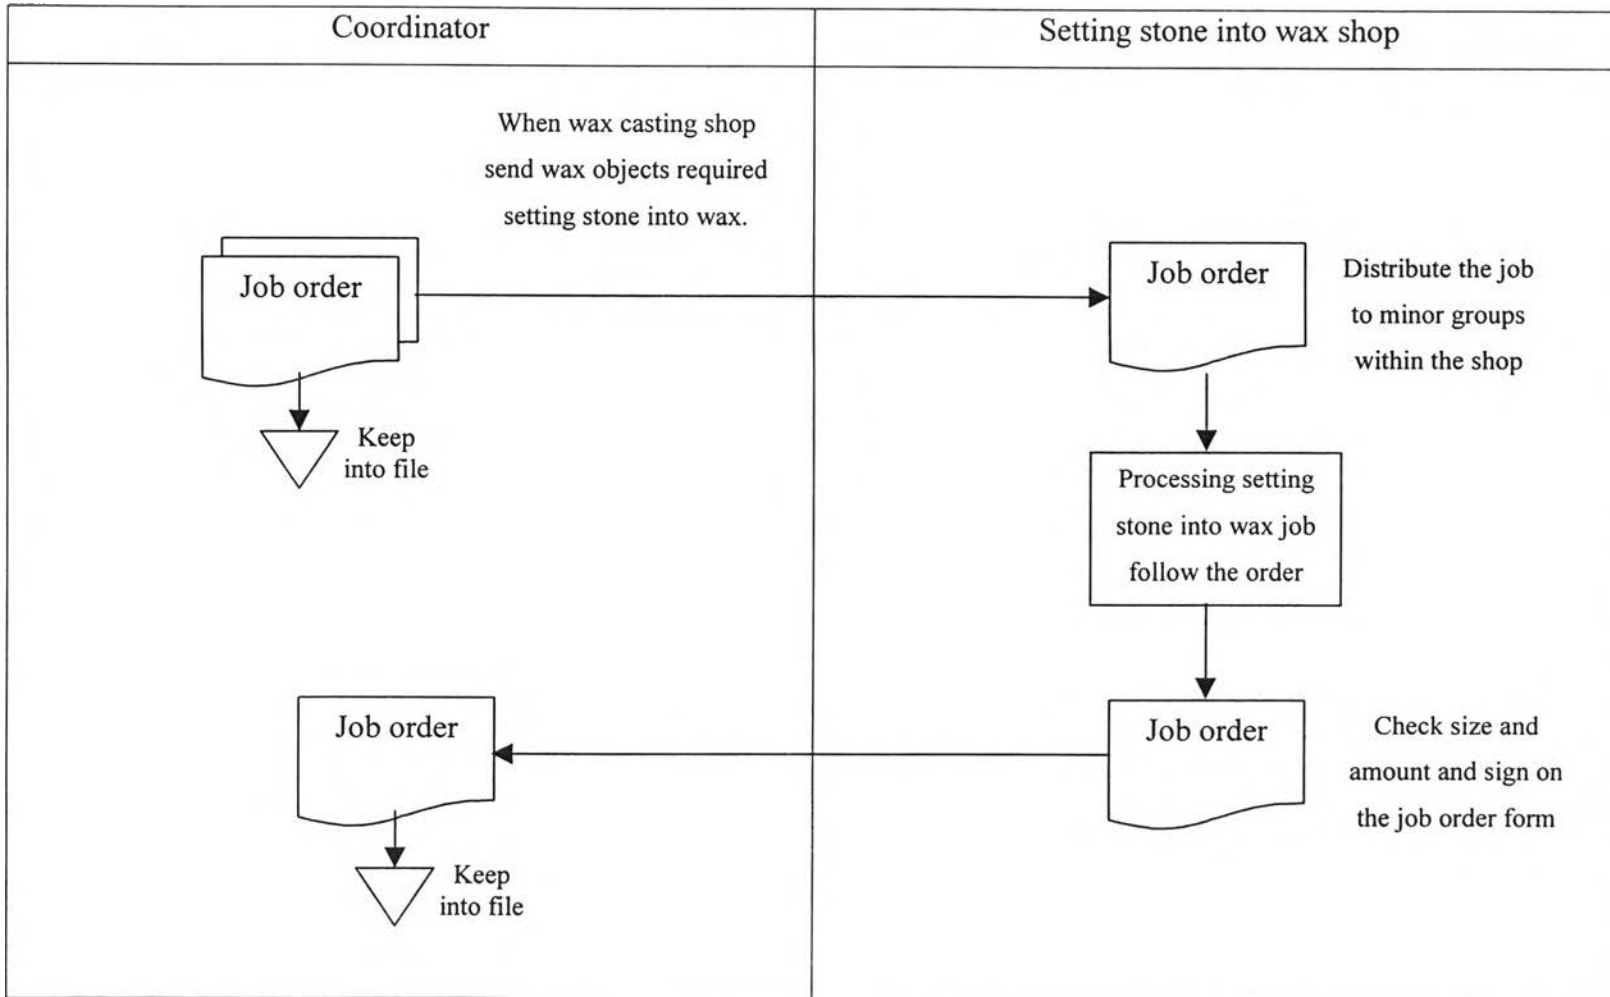 Coordinator
Setting stone into wax shop
When wax casting shop
send wax objects required
setting stone into wax.
Job order
Job order
Distribute the job
to minor groups
within the shop
Keep
into file
Processing setting
stone into wax job
follow the order
Job order
Job order
Check size and
amount and sign on
the job order form
Keep
into file